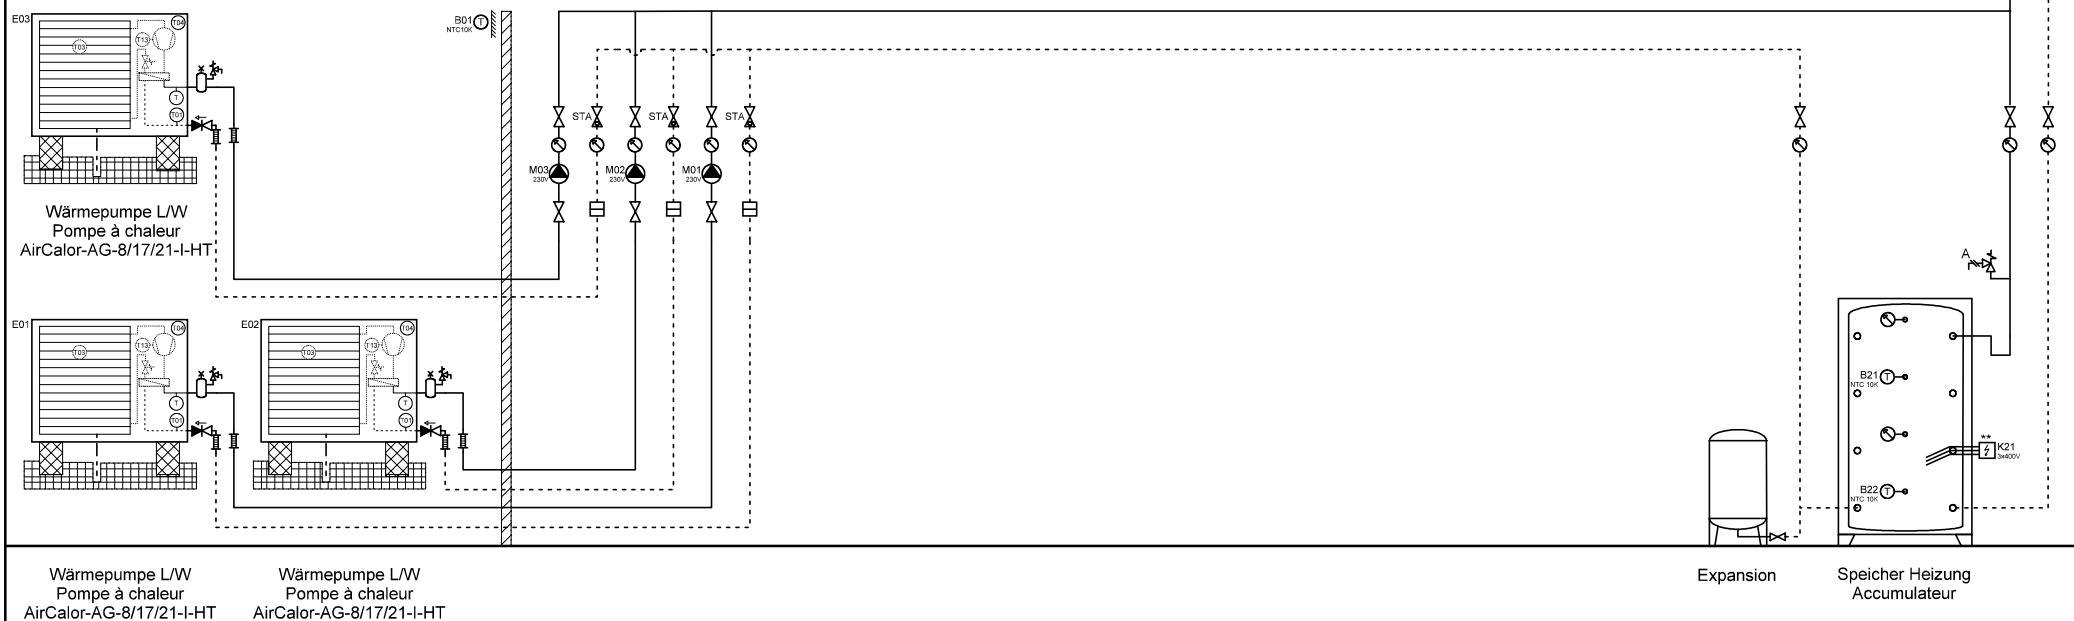 E03
T04
T03
T13
T
T01
B01
T
NTC10K
STA
STA
STA
M03
230V
M02
230V
M01
230V
Wärmepumpe L/W
Pompe à chaleur
AirCalor-AG-8/17/21-I-HT
A
E01
T04
T03
T13
T
T01
E02
T04
T03
T13
T
T01
B21
T
NTC 10K
**
K21
3x400V
B22
T
NTC 10K
Wärmepumpe L/W
Pompe à chaleur
AirCalor-AG-8/17/21-I-HT
Wärmepumpe L/W
Pompe à chaleur
AirCalor-AG-8/17/21-I-HT
Expansion
Speicher Heizung
Accumulateur